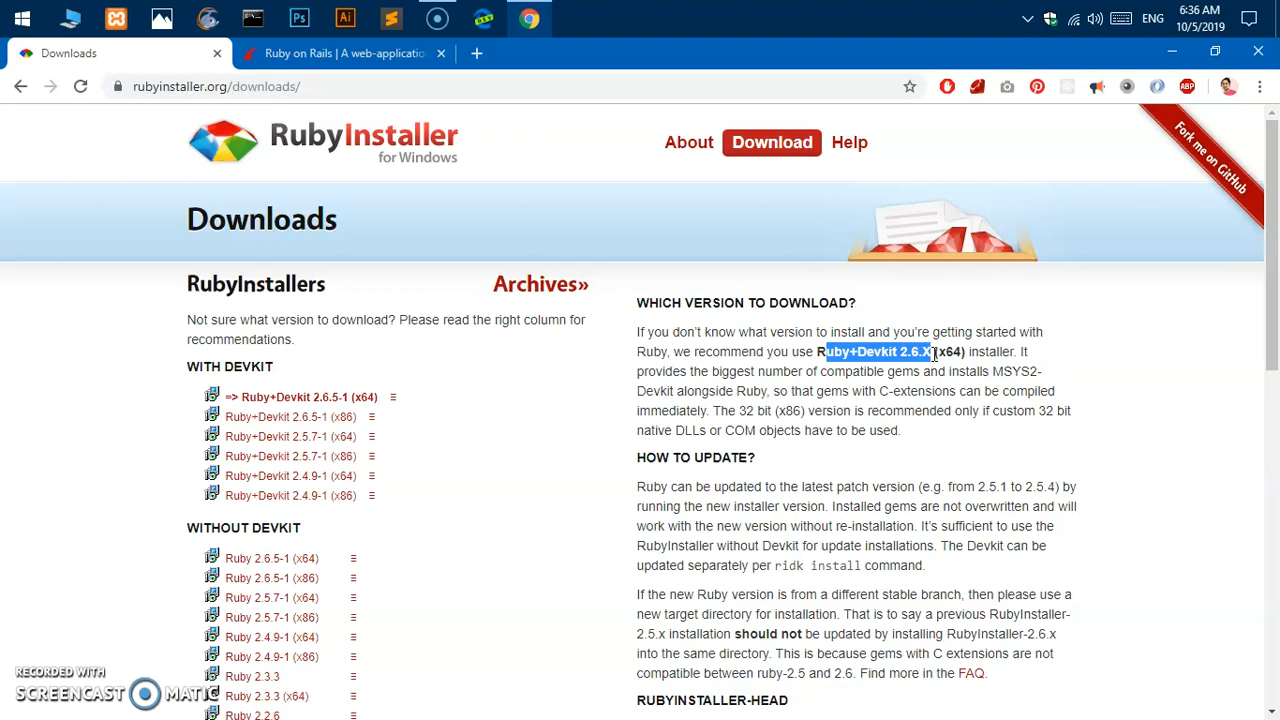 6:36 AM
ENG
10/5/2019
Downloads
Ruby on Rails | A web-applicatio
rubyinstaller.org/downloads/
RubyInstaller
for Windows
About
Download
Help
Fork me on GitHub
Downloads
RubyInstallers
Archives»
Not sure what version to download? Please read the right column for
recommendations.
WITH DEVKIT
=> Ruby+Devkit 2.6.5-1 (x64)
Ruby+Devkit 2.6.5-1 (x86)
Ruby+Devkit 2.5.7-1 (x64)
Ruby+Devkit 2.5.7-1 (x86)
Ruby+Devkit 2.4.9-1 (x64)
Ruby+Devkit 2.4.9-1 (x86)
WITHOUT DEVKIT
Ruby 2.6.5-1 (x64)
Ruby 2.6.5-1 (x86)
Ruby 2.5.7-1 (x64)
Ruby 2.5.7-1 (x86)
Ruby 2.4.9-1 (x64)
Ruby 2.4.9-1 (x86)
Ruby 2.3.3
Ruby 2.3.3 (x64)
Ruby 2.2.6
WHICH VERSION TO DOWNLOAD?
If you don't know what version to install and you're getting started with
Ruby, we recommend you use Ruby+Devkit 2.6.X (x64) installer. It
provides the biggest number of compatible gems and installs MSYS2-
Devkit alongside Ruby, so that gems with C-extensions can be compiled
immediately. The 32 bit (x86) version is recommended only if custom 32 bit
native DLLs or COM objects have to be used.
HOW TO UPDATE?
Ruby can be updated to the latest patch version (e.g. from 2.5.1 to 2.5.4) by
running the new installer version. Installed gems are not overwritten and will
work with the new version without re-installation. It's sufficient to use the
RubyInstaller without Devkit for update installations. The Devkit can be
updated separately per ridk install command.
If the new Ruby version is from a different stable branch, then please use a
new target directory for installation. That is to say a previous RubyInstaller-
2.5.x installation should not be updated by installing RubyInstaller-2.6.x
into the same directory. This is because gems with C extensions are not
compatible between ruby-2.5 and 2.6. Find more in the FAQ.
RUBYINSTALLER-HEAD
RECORDED WITH
SCREENCAST MATIC
Ps
Ai
ABP